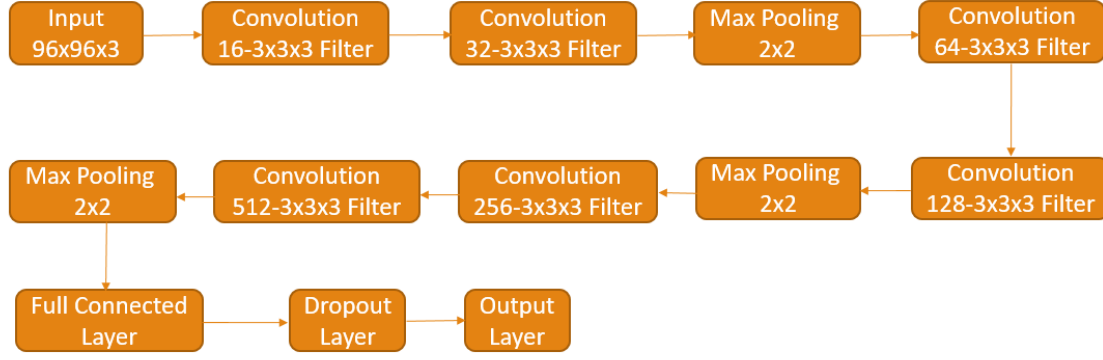 Input
96x96x3
Convolution
16-3x3x3 Filter
Convolution
32-3x3x3 Filter
Max Pooling
2x2
Convolution
64-3x3x3 Filter
Convolution
128-3x3x3 Filter
Max Pooling
2x2
Convolution
256-3x3x3 Filter
Convolution
512-3x3x3 Filter
Max Pooling
2x2
Full Connected
Layer
Dropout
Layer
Output
Layer